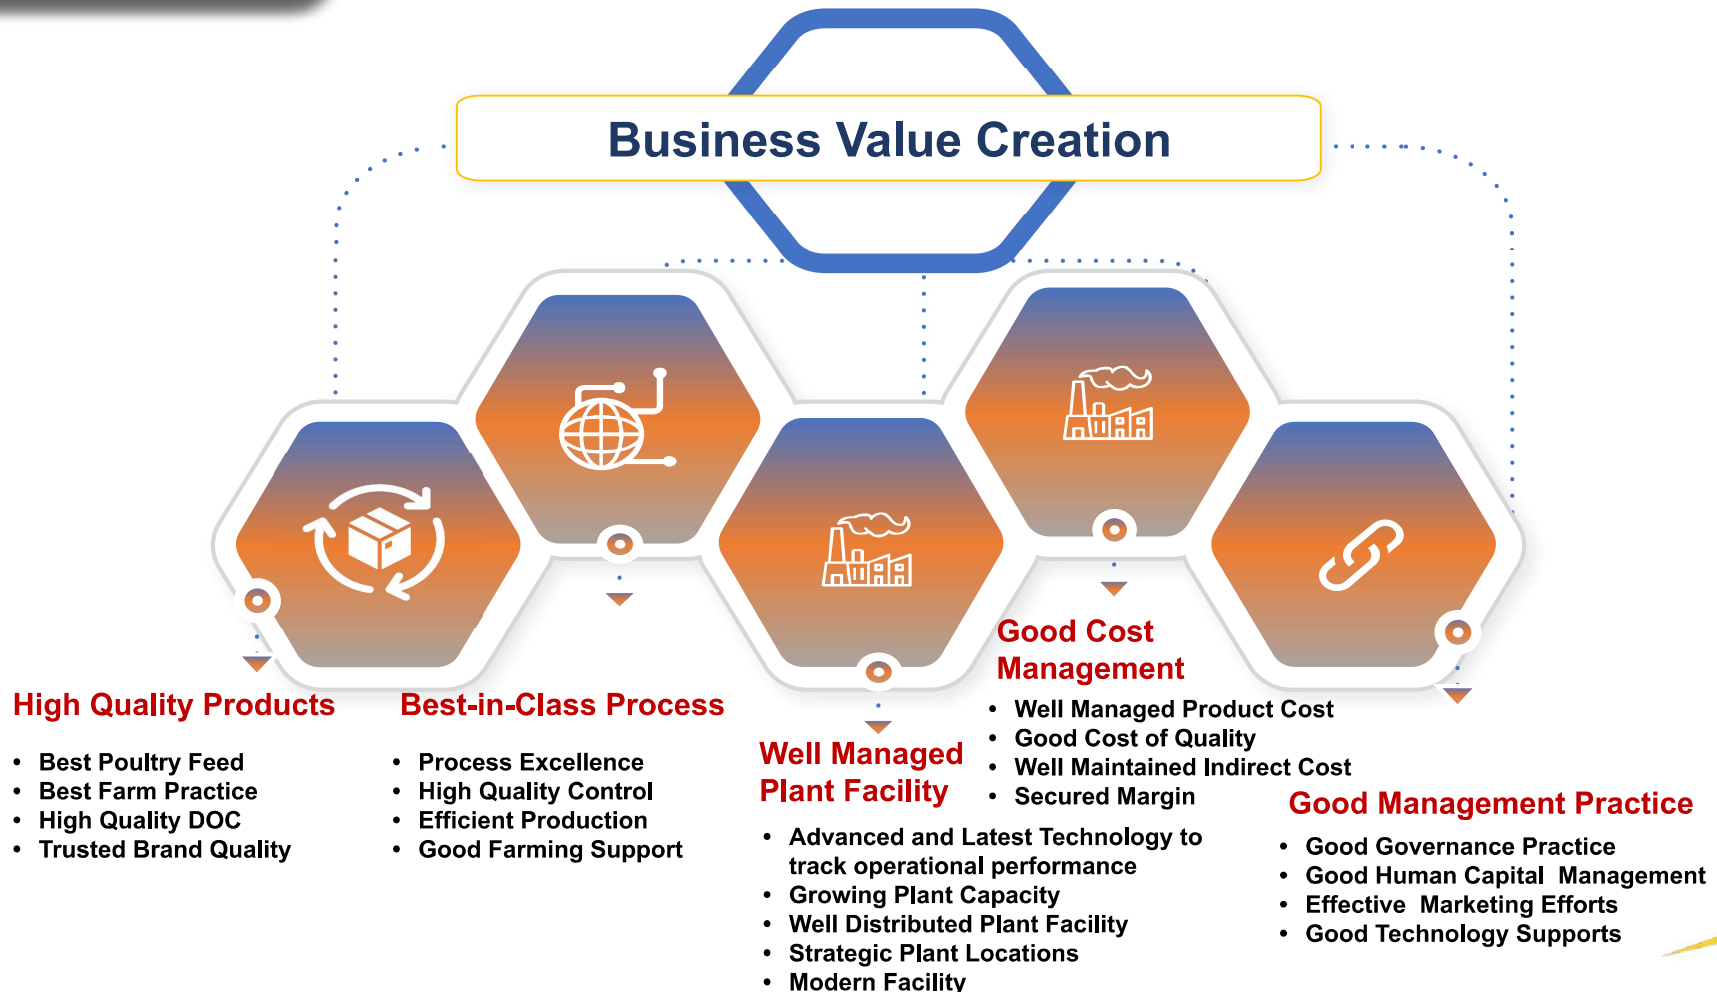 Business Value Creation
High Quality Products
• Best Poultry Feed
• Best Farm Practice
• High Quality DOC
• Trusted Brand Quality
Best-in-Class Process
• Process Excellence
• High Quality Control
• Efficient Production
• Good Farming Support
Well Managed
Plant Facility
• Advanced and Latest Technology to
track operational performance
• Growing Plant Capacity
• Well Distributed Plant Facility
• Strategic Plant Locations
• Modern Facility
Good Cost
Management
• Well Managed Product Cost
• Good Cost of Quality
• Well Maintained Indirect Cost
• Secured Margin
Good Management Practice
• Good Governance Practice
• Good Human Capital Management
• Effective Marketing Efforts
• Good Technology Supports